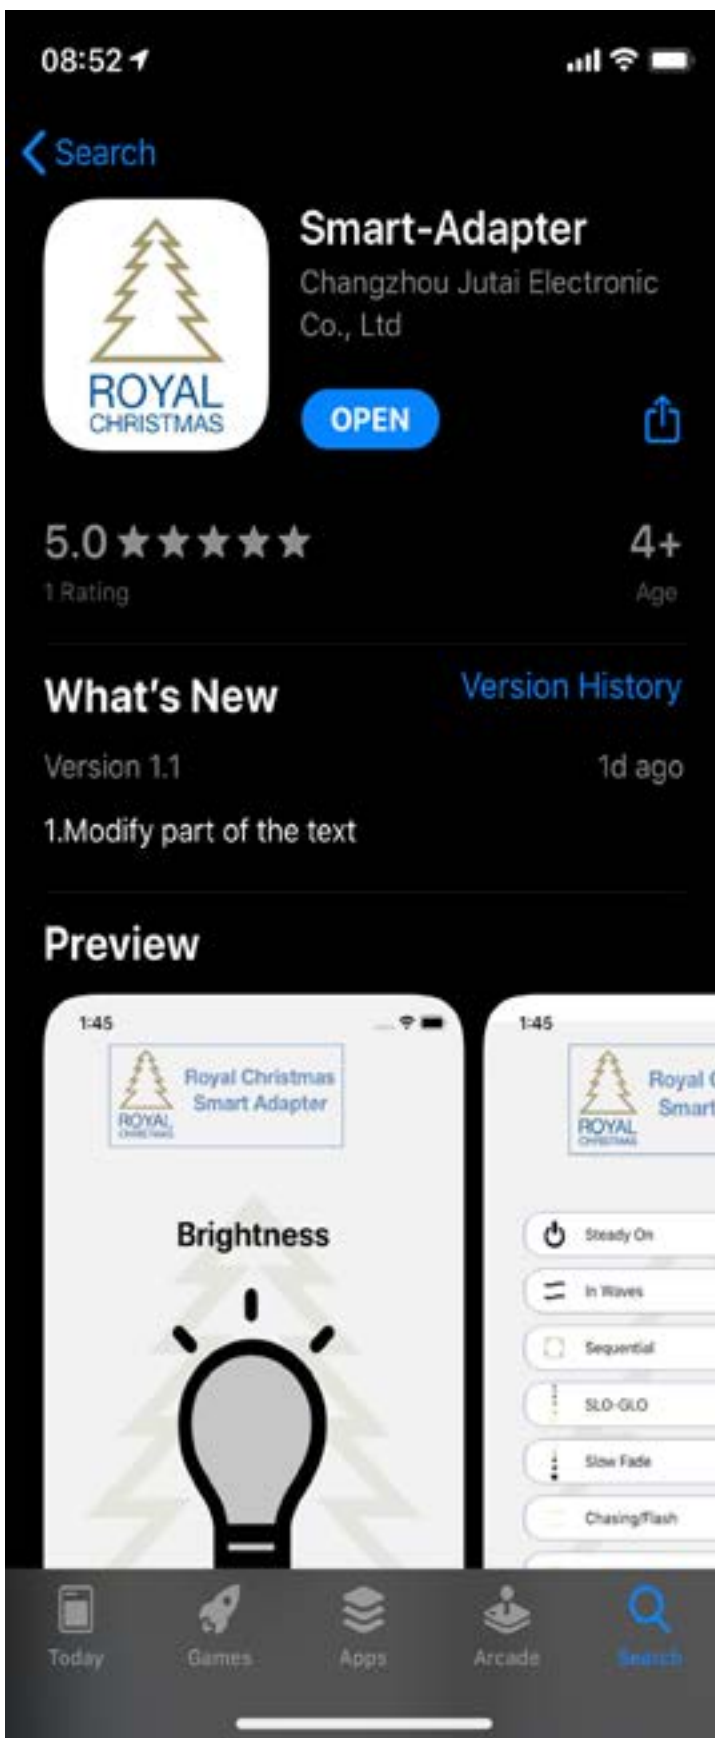 08:52
Search
Smart-Adapter
Changzhou Jutai Electronic
Co., Ltd
ROYAL
CHRISTMAS
OPEN
5.0
4+
1 Rating
Age
What's New
Version History
Version 1.1
1d ago
1.Modify part of the text
Preview
1:45
Royal Christmas
Smart Adapter
ROYAL
CHRISTMAS
Brightness
1:45
Royal C
Smart
ROYAL
CHRISTMAS
Steady On
In Waves
Sequential
SLO-GLO
Slow Fade
Chasing/Flash
Today
Games
Apps
Arcade
Search